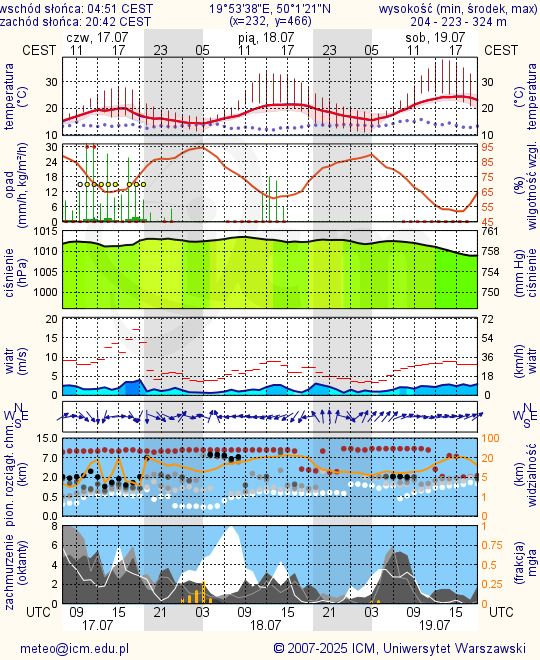 wschód słońca: 04:51 CEST
19°53'38"E, 50°1'21"N
wysokość (min, środek, max)
zachód słońca: 20:42 CEST
(x=232, y=466)
204 - 223 - 324 m
czw, 17.07
pią, 18.07
sob, 19.07
CEST 11 17 23 05 11 17 23 05 11 17 CEST
temperatura
(°C)
30
20
10
30
20
10
(°C)
temperatura
opad
(mm/h, kg/m²/h)
30
24
18
12
6
0
95
85
75
65
55
45
(%)
wilgotność wzgl.
ciśnienie
(hPa)
1015
1010
1005
1000
761
758
754
750
(mm Hg)
ciśnienie
wiatr
(m/s)
20
15
10
5
0
72
54
36
18
0
(km/h)
wiatr
N
W E
S
N
W E
S
pion. rozciągł. chm.
(km)
15.0
7.0
2.0
0.5
0.0
100
20
5
1
0
(km)
widzialność
zachmurzenie
(oktanty)
8
6
4
2
0
1
0.75
0.5
0.25
0
(frakcja)
mgła
UTC 09 15 21 03 09 15 21 03 09 15 UTC
17.07
18.07
19.07
meteo@icm.edu.pl
© 2007-2025 ICM, Uniwersytet Warszawski